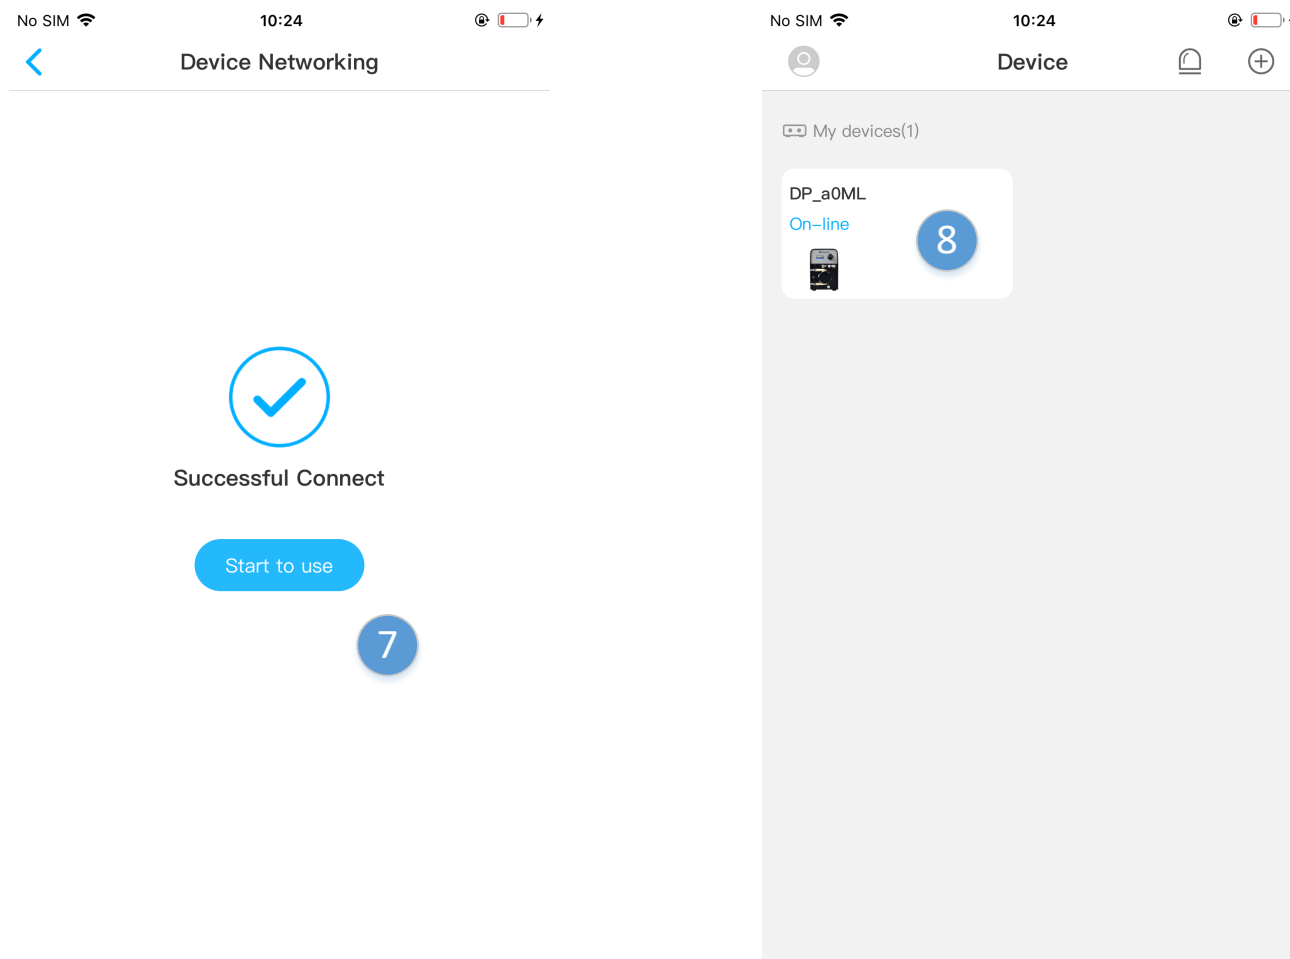 No SIM
10:24
Device Networking
Successful Connect
Start to use
7
No SIM
10:24
Device
My devices(1)
DP_a0ML
On-line
8